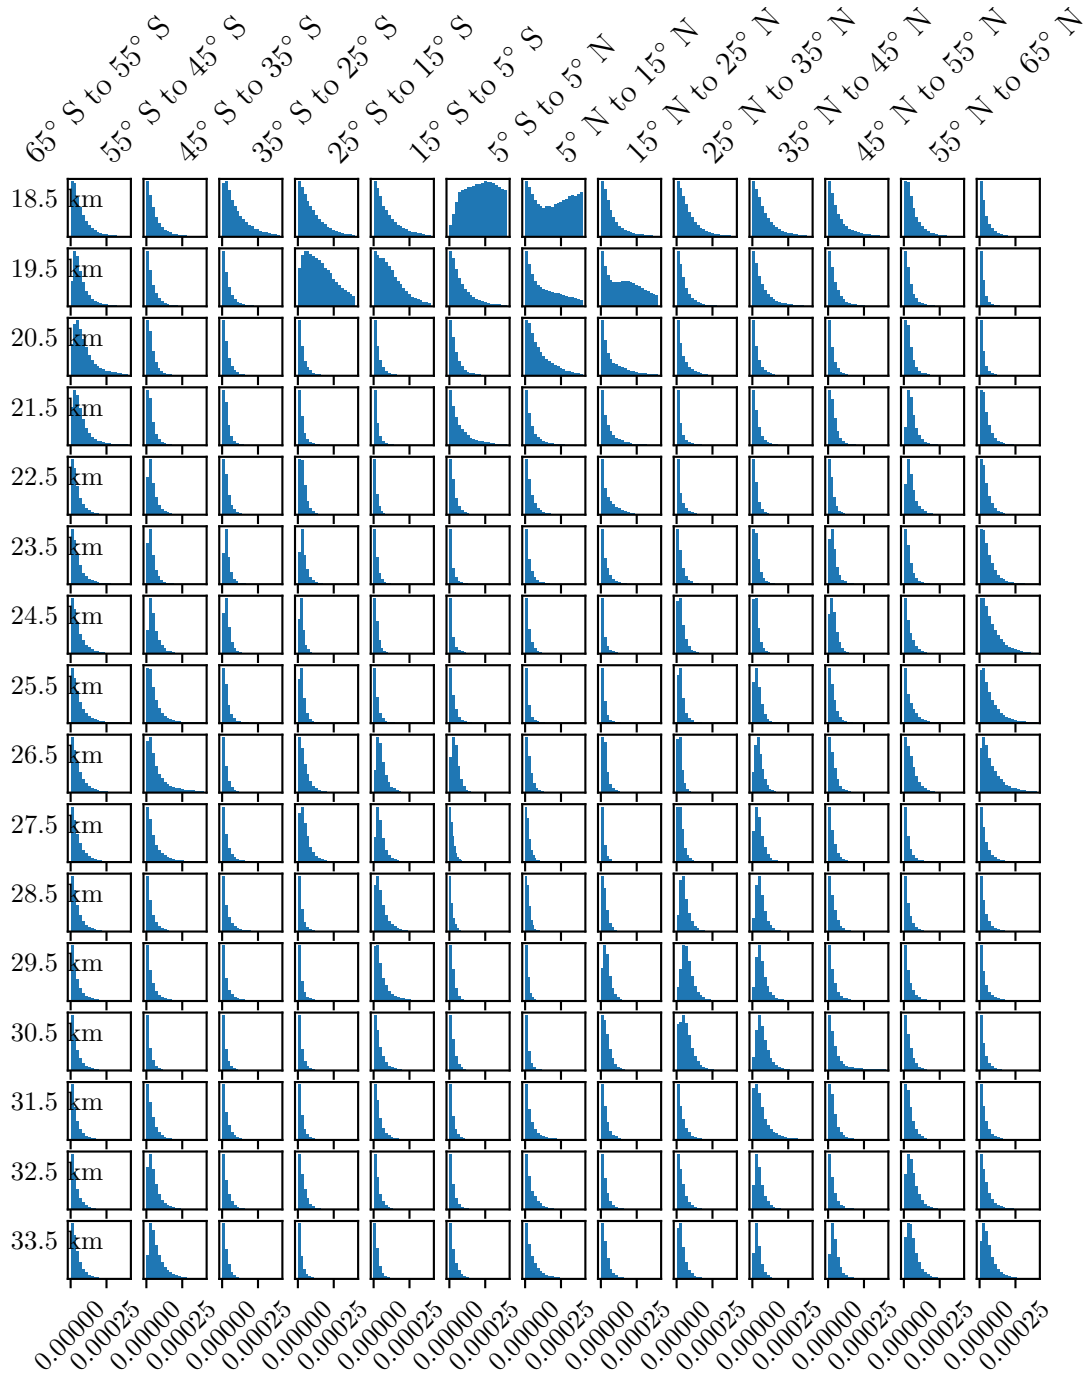 65° S to 55° S
55° S to 45° S
45° S to 35° S
35° S to 25° S
25° S to 15° S
15° S to 5° S
5° S to 5° N
5° N to 15° N
15° N to 25° N
25° N to 35° N
35° N to 45° N
45° N to 55° N
55° N to 65° N
18.5 km
19.5 km
20.5 km
21.5 km
22.5 km
23.5 km
24.5 km
25.5 km
26.5 km
27.5 km
28.5 km
29.5 km
30.5 km
31.5 km
32.5 km
33.5 km
0.00000
0.00025
0.00000
0.00025
0.00000
0.00025
0.00000
0.00025
0.00000
0.00025
0.00000
0.00025
0.00000
0.00025
0.00000
0.00025
0.00000
0.00025
0.00000
0.00025
0.00000
0.00025
0.00000
0.00025
0.00000
0.00025